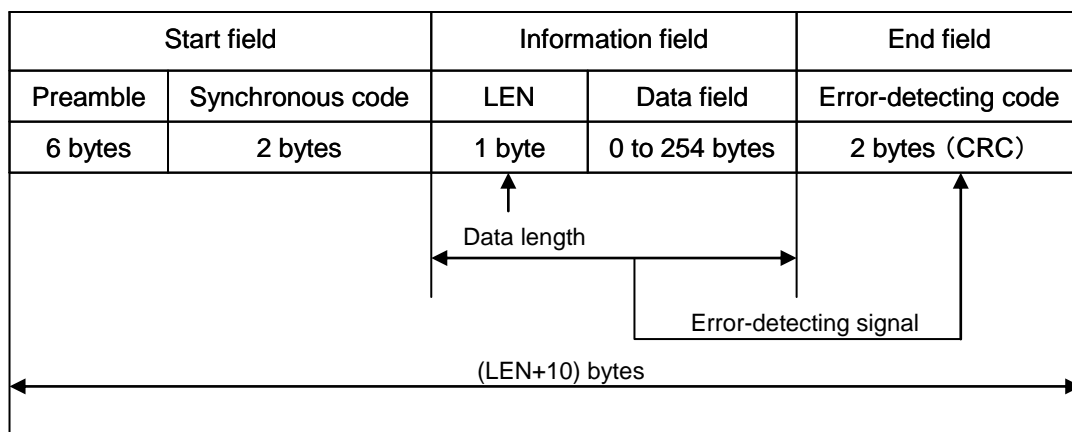 Start field Information field End field
Preamble Synchronous code LEN Data field Error-detecting code
6 bytes 2 bytes 1 byte 0 to 254 bytes 2 bytes（CRC）
Data length
Error-detecting signal
(LEN+10) bytes